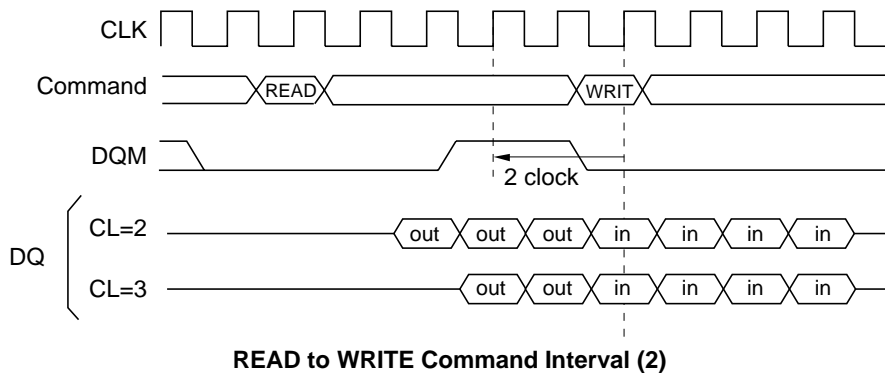 CLK
Command READ WRIT
DQM
2 clock
CL=2 out out out in in in in
DQ
CL=3 out out in in in in
READ to WRITE Command Interval (2)